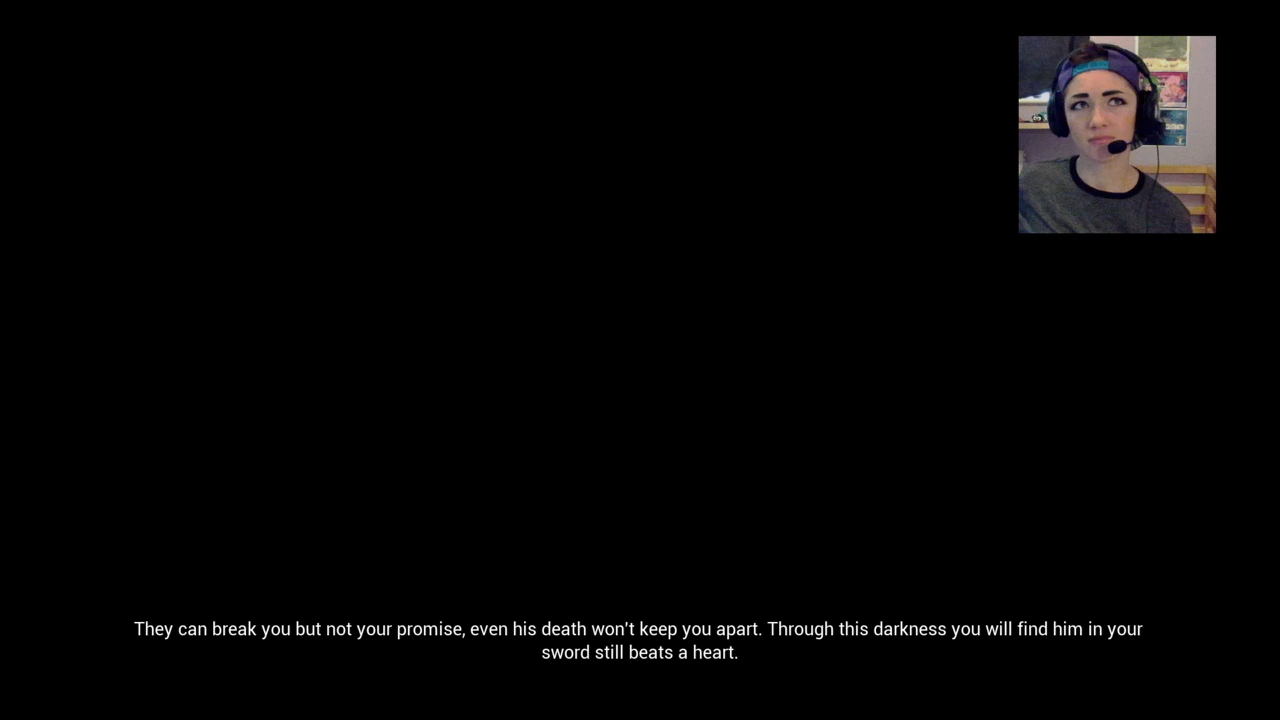 They can break you but not your promise, even his death won't keep you apart. Through this darkness you will find him in your
sword still beats a heart.